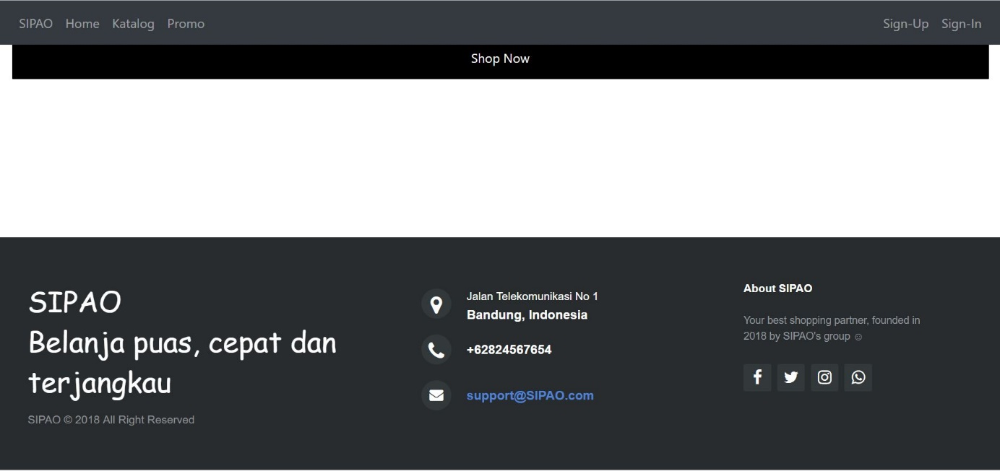 SIPAO Home Katalog Promo Sign-Up Sign-In
Shop Now
SIPAO
Belanja puas, cepat dan
terjangkau
SIPAO © 2018 All Right Reserved
Jalan Telekomunikasi No 1
Bandung, Indonesia
+62824567654
support@SIPAO.com
About SIPAO
Your best shopping partner, founded in
2018 by SIPAO's group ☺